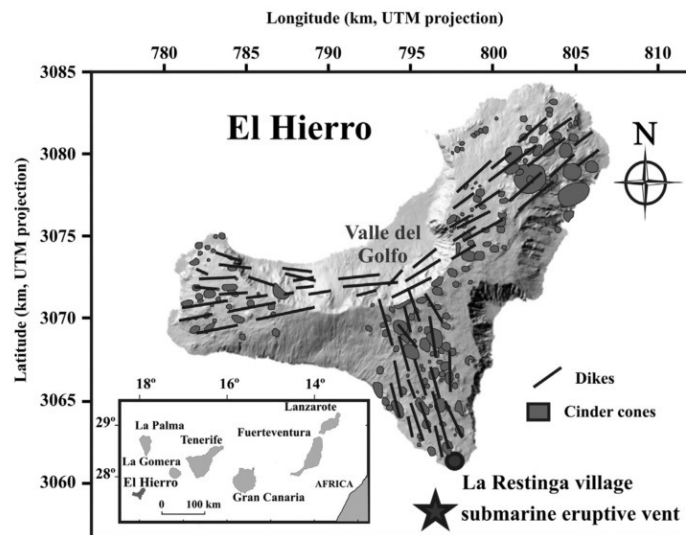 Longitude (km, UTM projection)
780 785 790 795 800 805 810
Latitude (km, UTM projection)
3085
3080
3075
3070
3065
3060
El Hierro
N
Valle del
Golfo
Dikes
Cinder cones
La Restinga village
submarine eruptive vent
18° 16° 14°
29°
28°
Lanzarote
La Palma
Tenerife
Fuerteventura
La Gomera
El Hierro
Gran Canaria
AFRICA
0 100 km